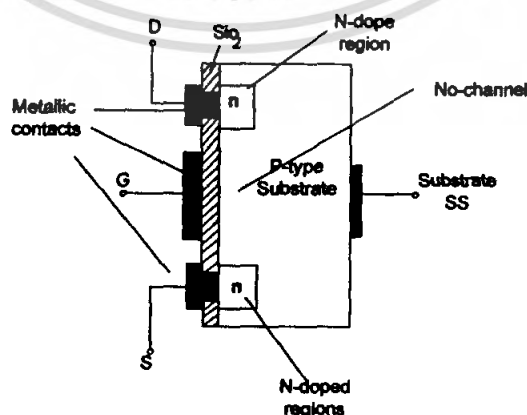 D
SIo₂
N-dope
region
n
No-channel
Metallic
contacts
G
P-type
Substrate
Substrate
SS
n
S
N-doped
regions